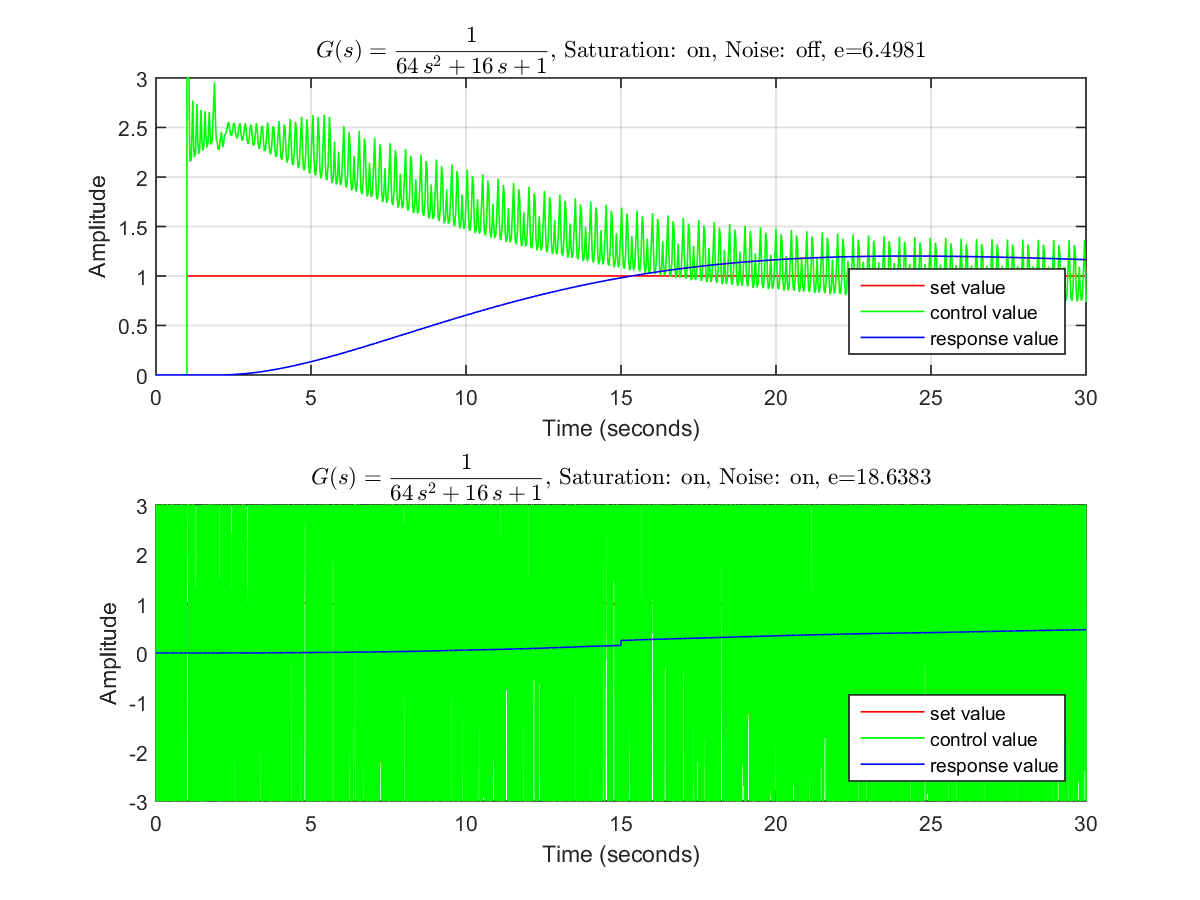 G(s) = 1 / (64 s² + 16 s + 1), Saturation: on, Noise: off, e=6.4981
3
2.5
2
1.5
1
0.5
0
Amplitude
set value
control value
response value
0 5 10 15 20 25 30
Time (seconds)
G(s) = 1 / (64 s² + 16 s + 1), Saturation: on, Noise: on, e=18.6383
3
2
1
0
-1
-2
-3
Amplitude
set value
control value
response value
0 5 10 15 20 25 30
Time (seconds)